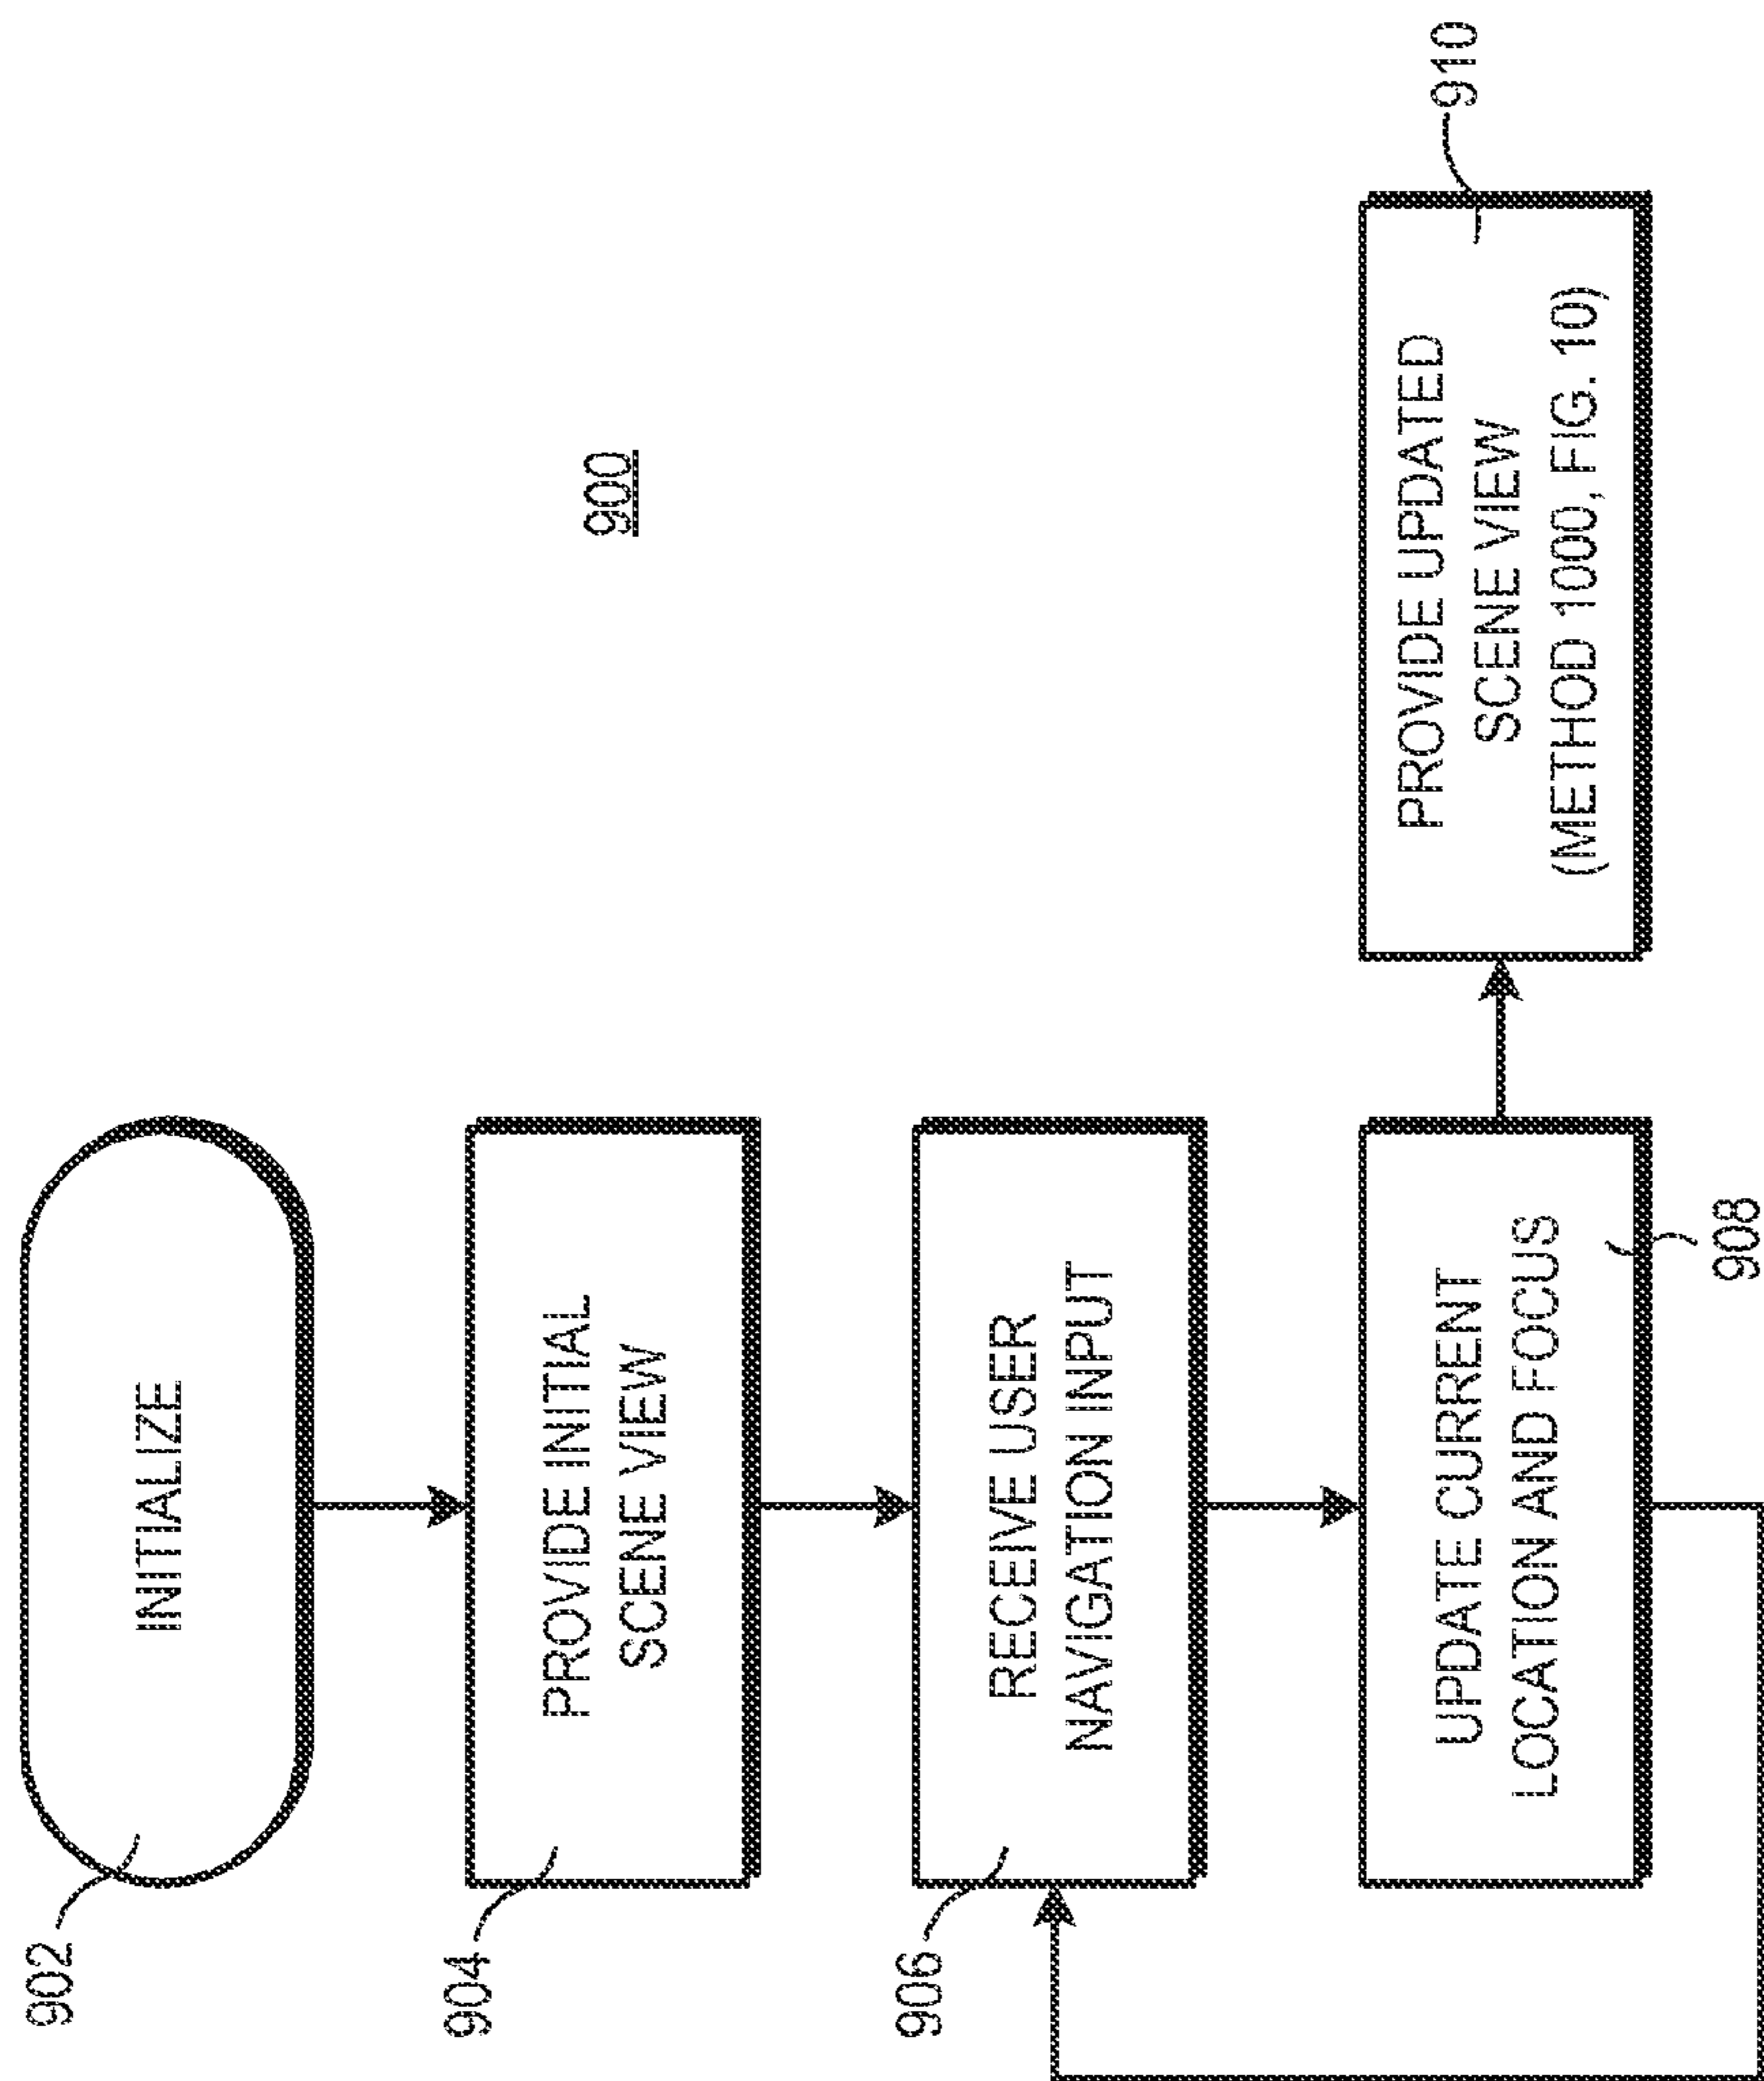 900
902
INITIALIZE
904
PROVIDE INITIAL
SCENE VIEW
906
RECEIVE USER
NAVIGATION INPUT
UPDATE CURRENT
LOCATION AND FOCUS
908
910
PROVIDE UPDATED
SCENE VIEW
(METHOD 1000, FIG. 10)